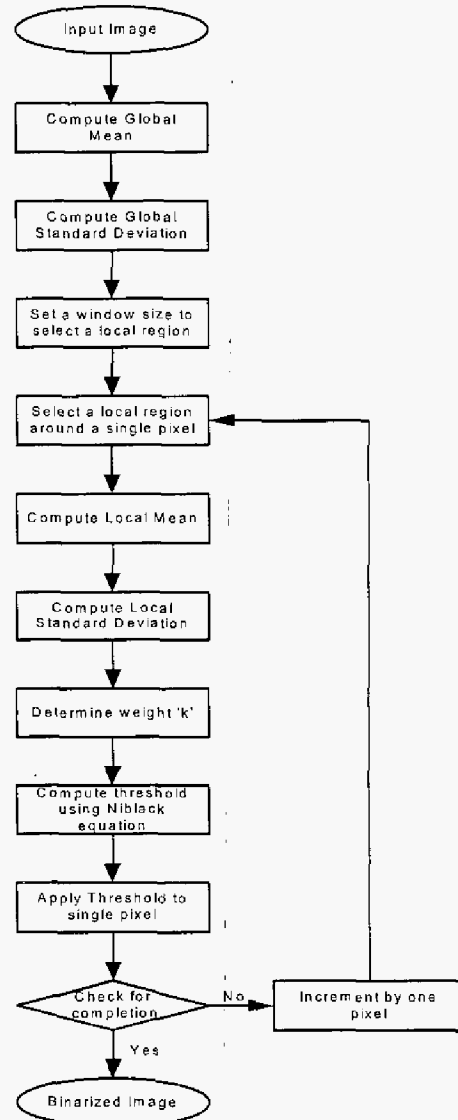 Input Image
Compute Global
Mean
Compute Global
Standard Deviation
Set a window size to
select a local region
Select a local region
around a single pixel
Compute Local Mean
Compute Local
Standard Deviation
Determine weight 'k'
Compute threshold
using Niblack
equation
Apply Threshold to
single pixel
Check for
completion
No
Increment by one
pixel
Yes
Binarized Image